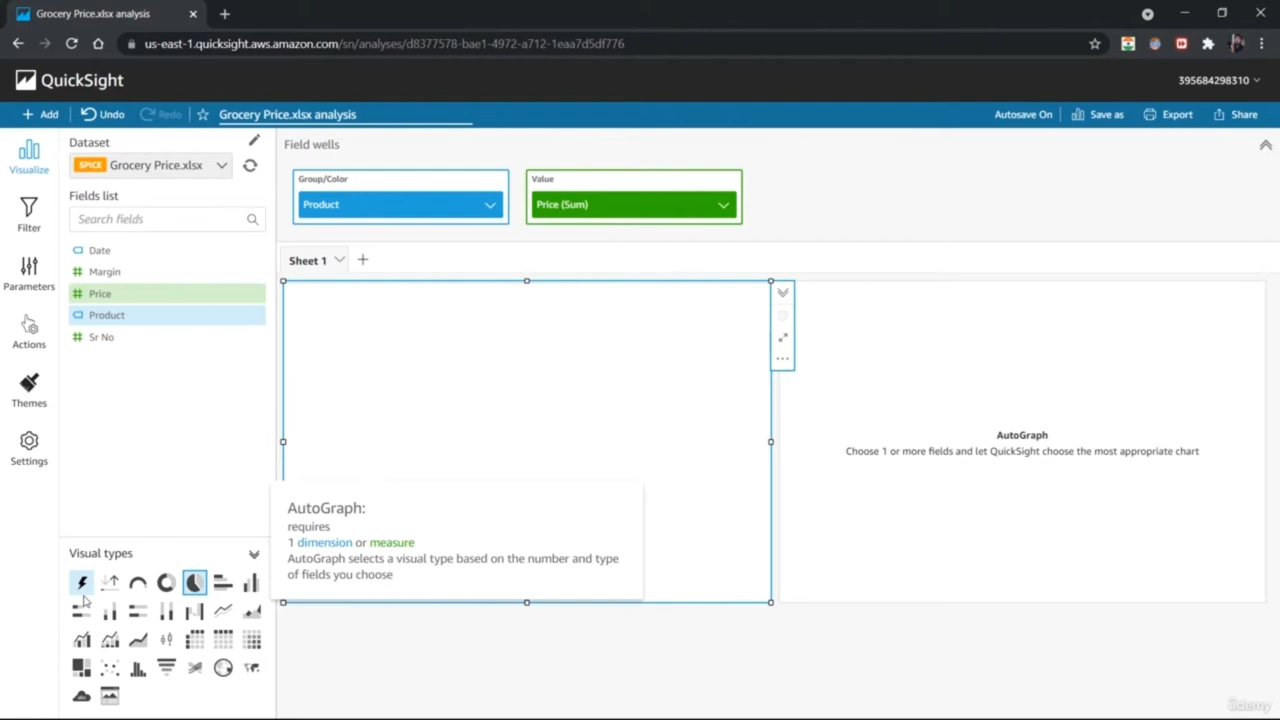 Grocery Price.xlsx analysis
us-east-1.quicksight.aws.amazon.com/sn/analyses/d8377578-bae1-4972-a712-1eaa7d5df776
QuickSight
395684298310
Add
Undo
Redo
Grocery Price.xlsx analysis
Autosave On
Save as
Export
Share
Visualize
Filter
Parameters
Actions
Themes
Settings
Dataset
SPICE Grocery Price.xlsx
Fields list
Search fields
Date
Margin
Price
Product
Sr No
Visual types
Field wells
Group/Color
Product
Value
Price (Sum)
Sheet 1
AutoGraph
Choose 1 or more fields and let QuickSight choose the most appropriate chart
AutoGraph:
requires
1 dimension or measure
AutoGraph selects a visual type based on the number and type
of fields you choose
ûdemy